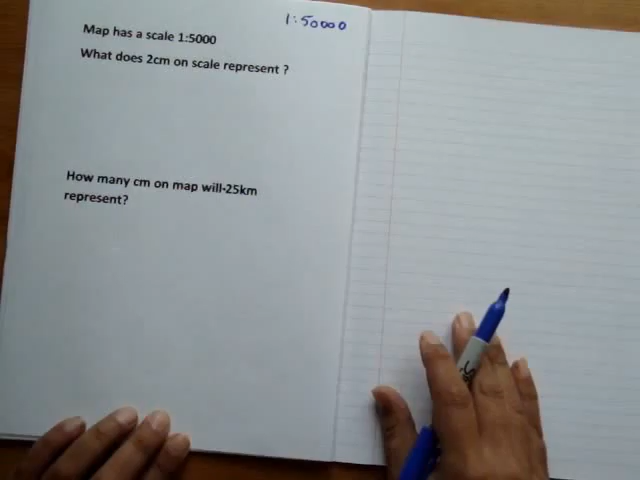 1:50000
Map has a scale 1:5000
What does 2cm on scale represent ?
How many cm on map will-25km
represent?